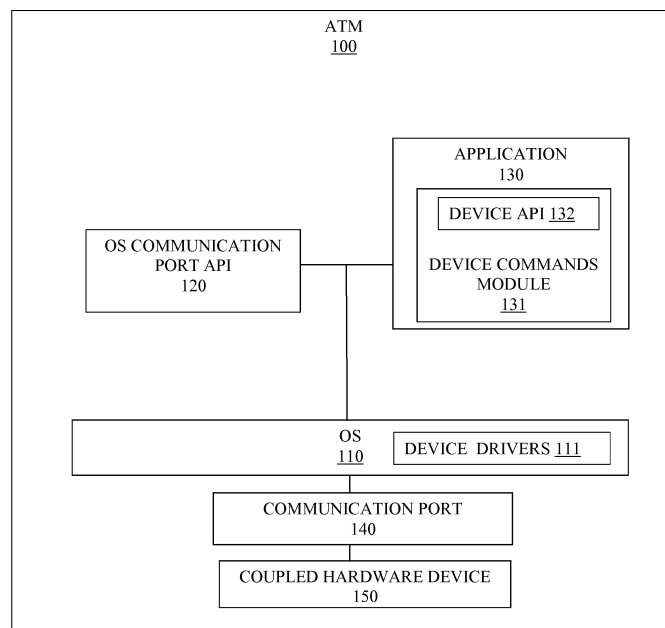 ATM
100
APPLICATION
130
DEVICE API 132
DEVICE COMMANDS
MODULE
131
OS COMMUNICATION
PORT API
120
OS
110
DEVICE DRIVERS 111
COMMUNICATION PORT
140
COUPLED HARDWARE DEVICE
150